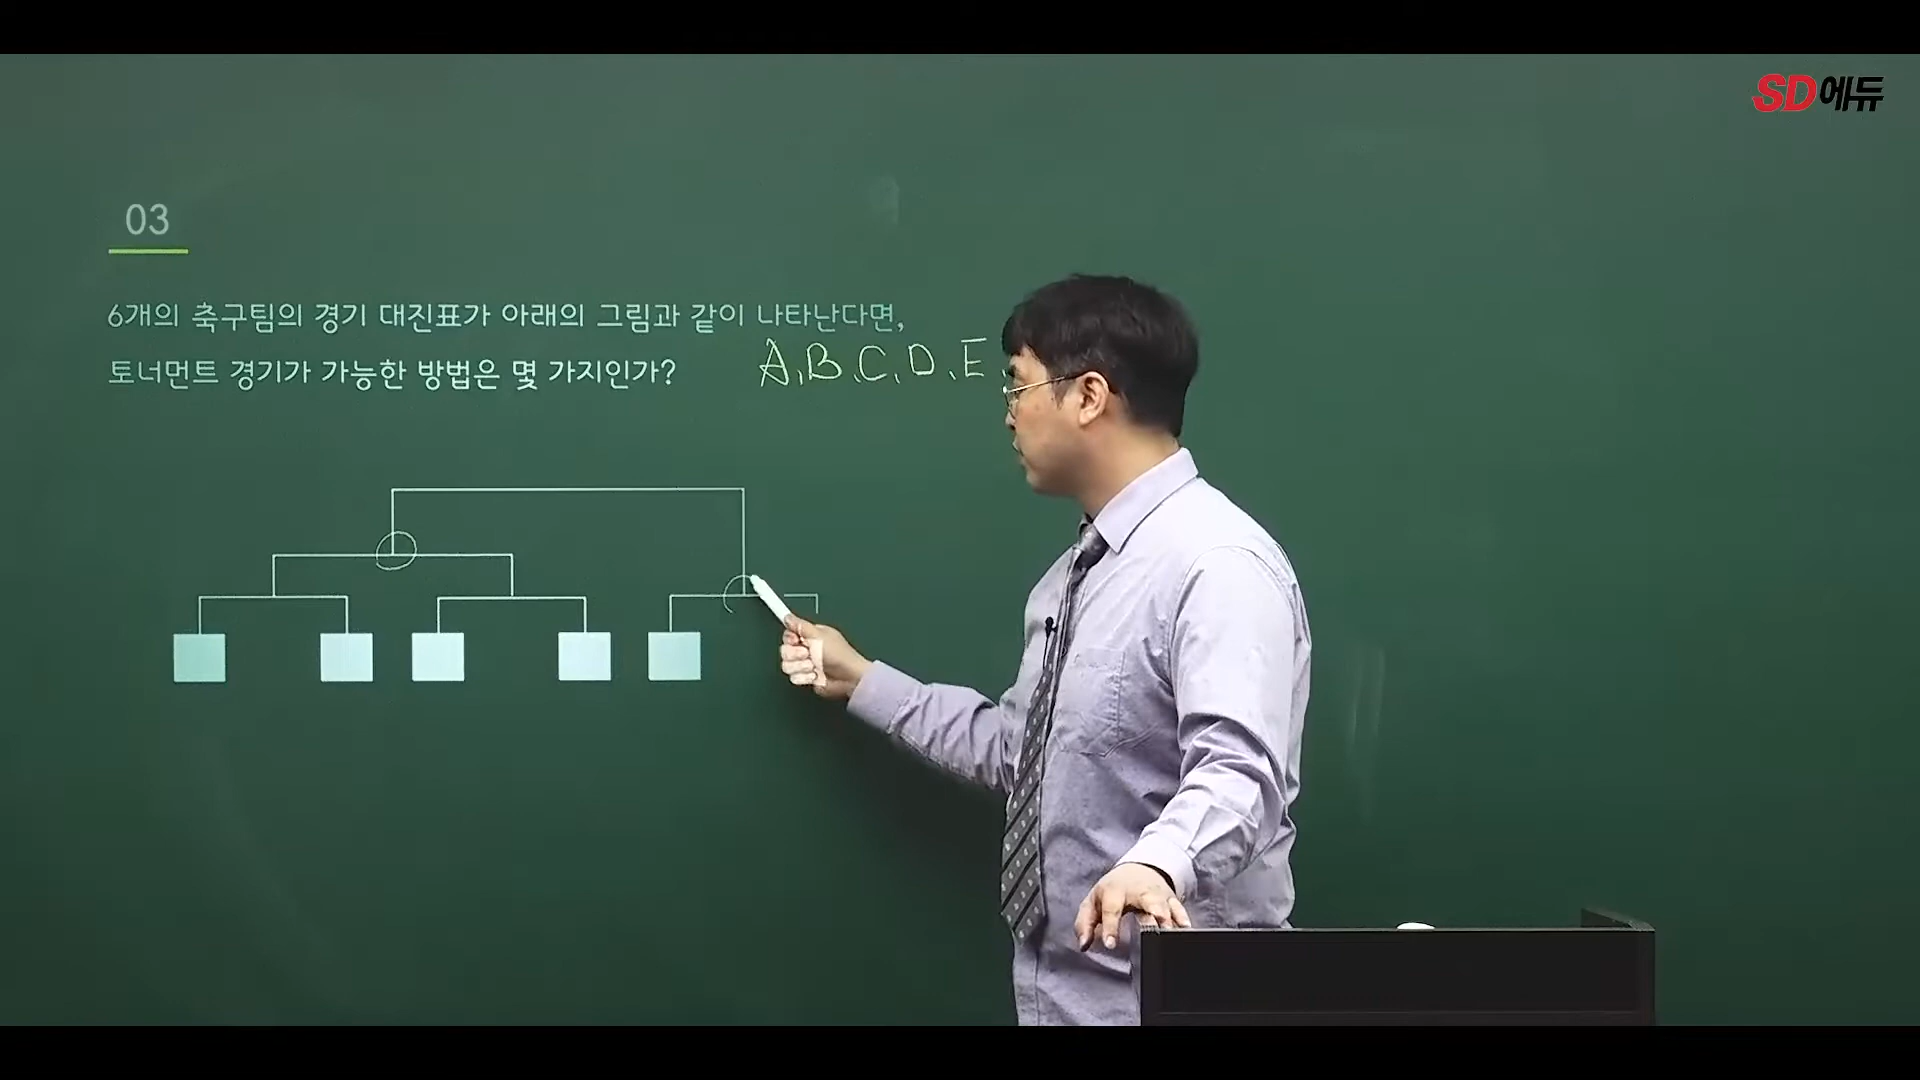 SD에듀
03
6개의 축구팀의 경기 대진표가 아래의 그림과 같이 나타난다면,
토너먼트 경기가 가능한 방법은 몇 가지인가?
A, B, C, D, E,